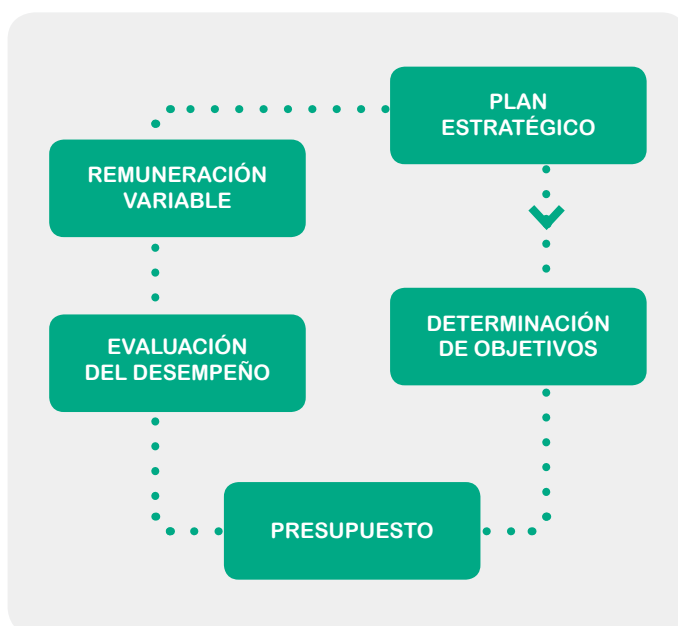 PLAN
ESTRATÉGICO
REMUNERACIÓN
VARIABLE
DETERMINACIÓN
DE OBJETIVOS
EVALUACIÓN
DEL DESEMPEÑO
PRESUPUESTO